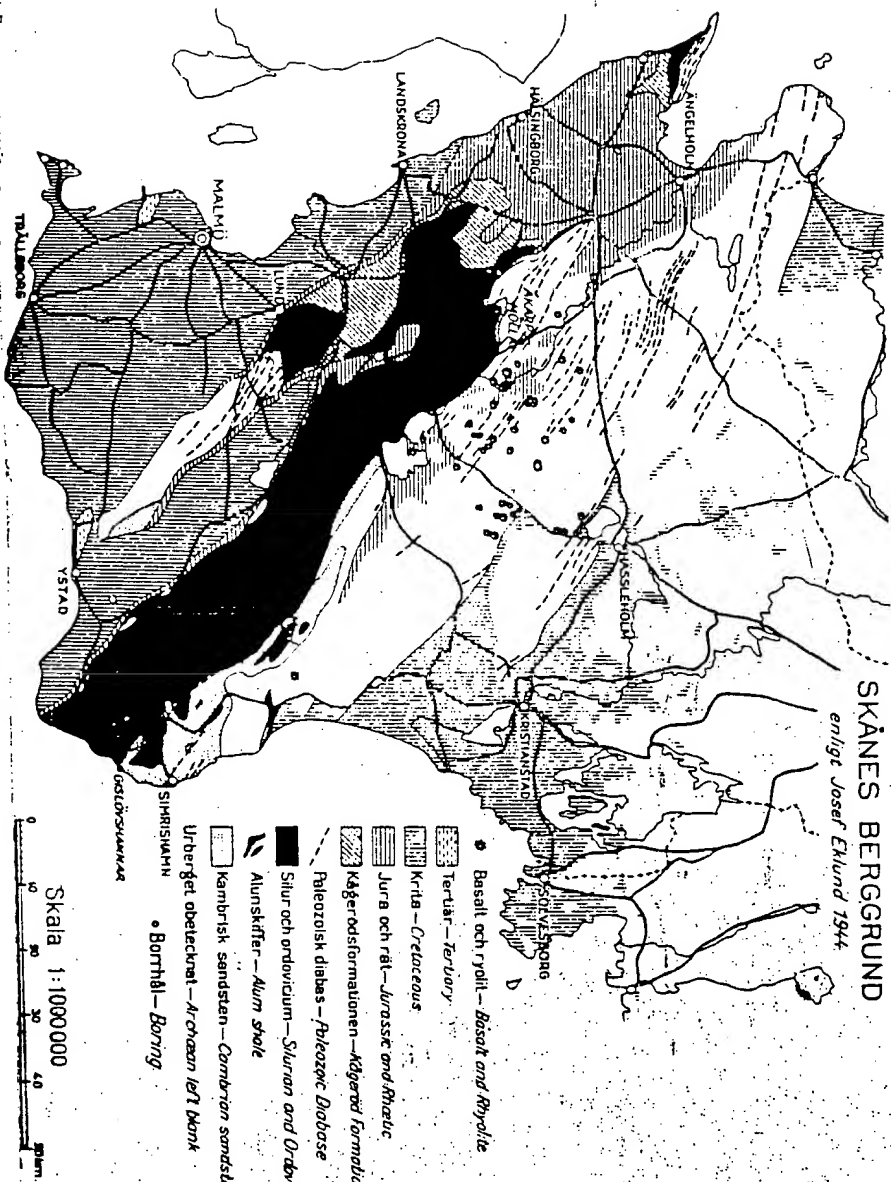 SKÅNES BERGGRUND
enligt Josef Eklund 1944.
ÄNGELHOLM
HÄLSINGBORG
LANDSKRONA
MALMÖ
LUND
TRÄLLEBORG
YSTAD
HÄSSLEHOLM
KRISTIANSTAD
SÖLVESBORG
SIMRISHAMN
GISLÖVSHAMMAR
Basalt och ryolit – Basalt and Rhyolite
Tertiär – Tertiary
Krita – Cretaceous
Jura och rät – Jurassic and Rhætic
Kågerödsformationen – Kågeröd Formatio
Paleozoisk diabas – Paleozoic Diabase
Silur och ordovicium – Silurian and Ordov
Alunskiffer – Alum shale
Kambrisk sandsten – Cambrian sandst
Urberget obetecknat – Archæan left blank
Borrhål – Boring
Skala 1:1000000
0 10 20 30 40 50 km.